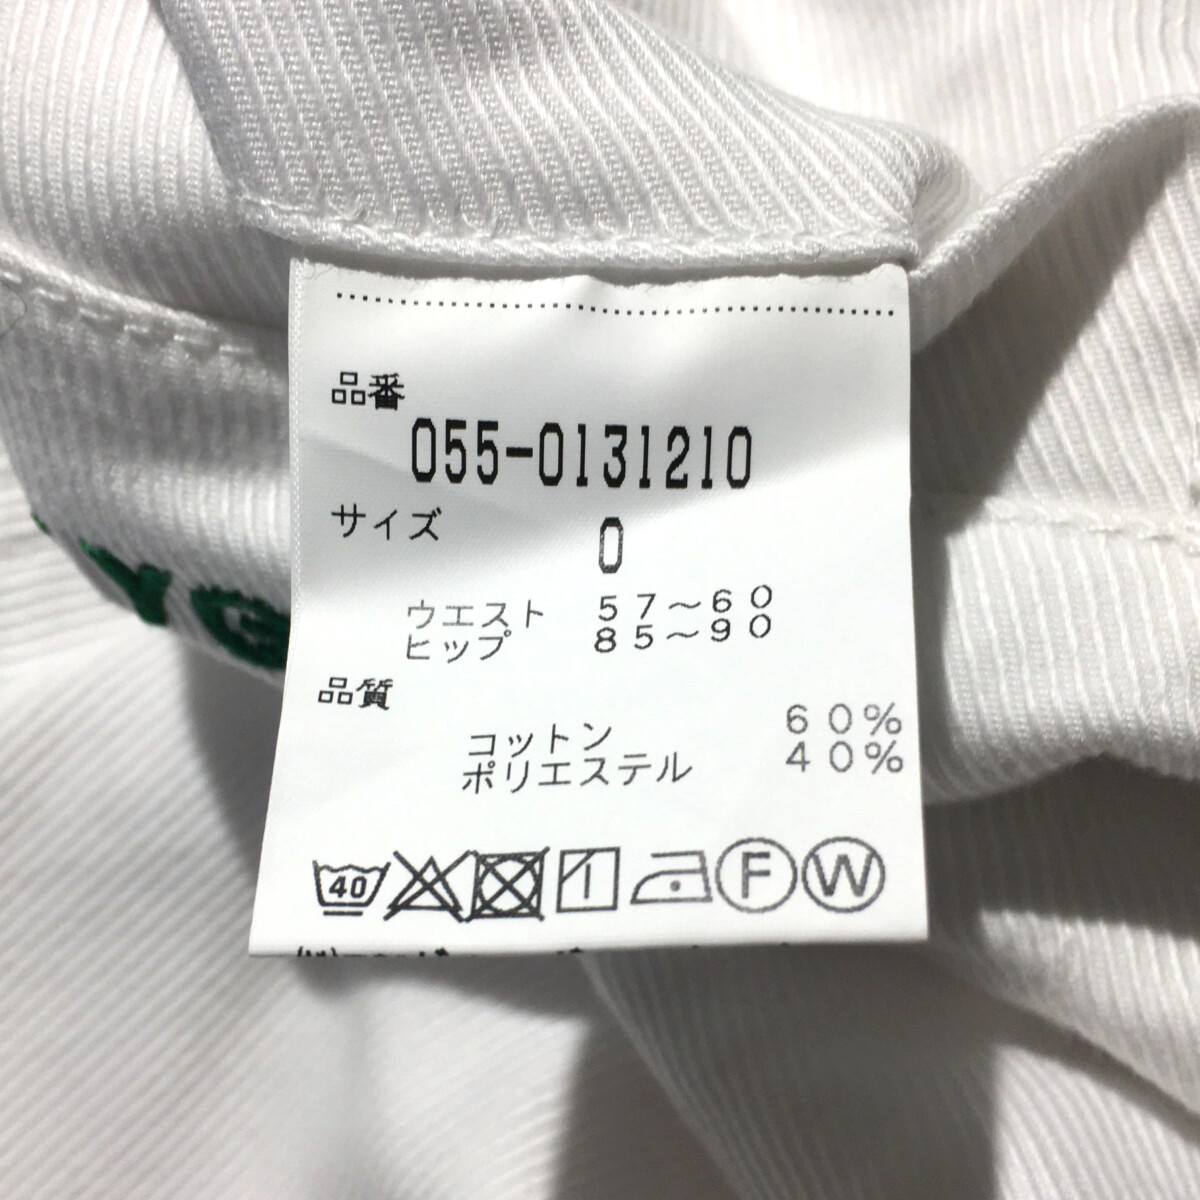 品番
055-0131210
サイズ 0
ウエスト 57~60
ヒップ 85~90
品質
コットン 60%
ポリエステル 40%
40 F W